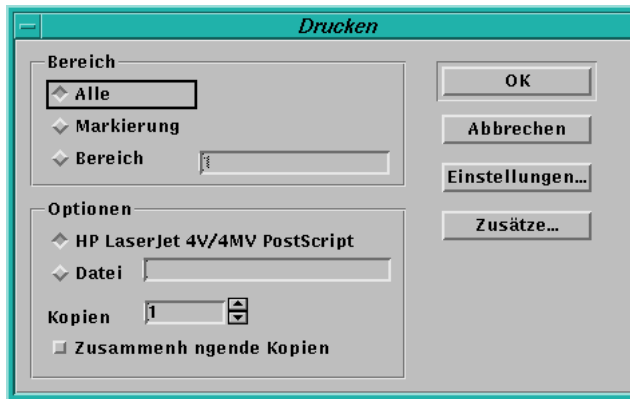 Drucken
Bereich
Alle
Markierung
Bereich 1
OK
Abbrechen
Einstellungen...
Zusätze...
Optionen
HP LaserJet 4V/4MV PostScript
Datei
Kopien 1
Zusammenh ngende Kopien